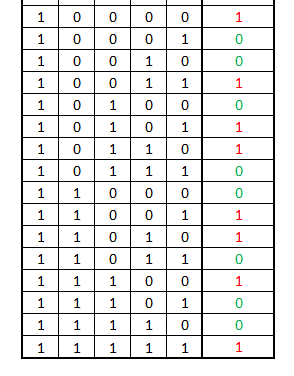 1 0 0 0 0 1
1 0 0 0 1 0
1 0 0 1 0 0
1 0 0 1 1 1
1 0 1 0 0 0
1 0 1 0 1 1
1 0 1 1 0 1
1 0 1 1 1 0
1 1 0 0 0 0
1 1 0 0 1 1
1 1 0 1 0 1
1 1 0 1 1 0
1 1 1 0 0 1
1 1 1 0 1 0
1 1 1 1 0 0
1 1 1 1 1 1